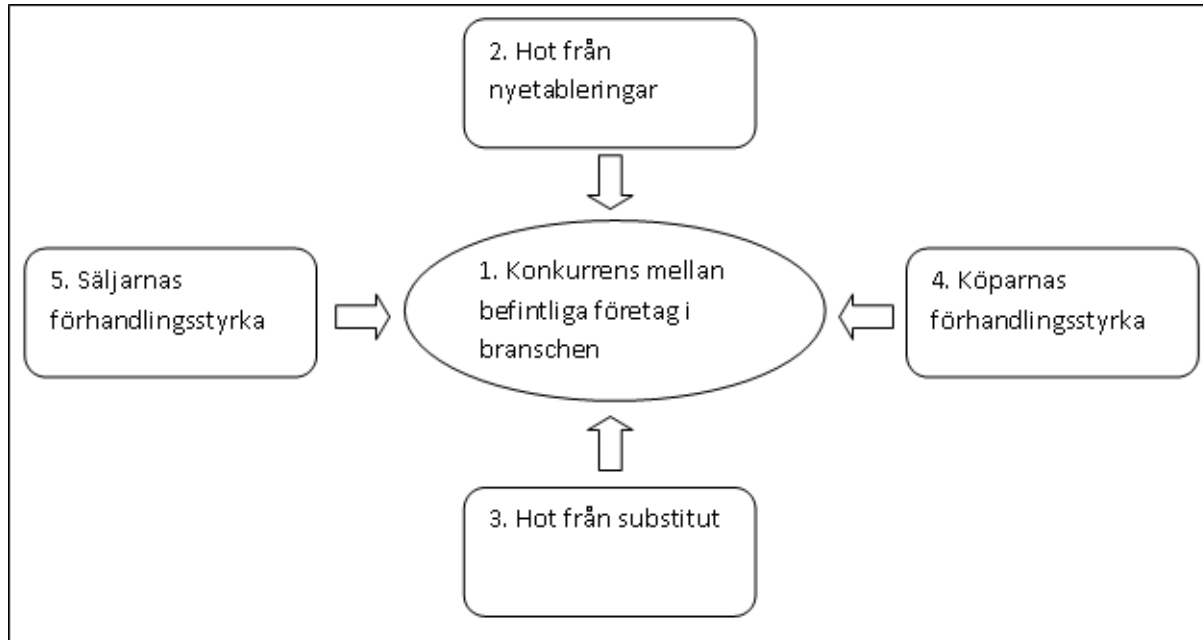 2. Hot från
nyetableringar
5. Säljarnas
förhandlingsstyrka
1. Konkurrens mellan
befintliga företag i
branschen
4. Köparnas
förhandlingsstyrka
3. Hot från substitut